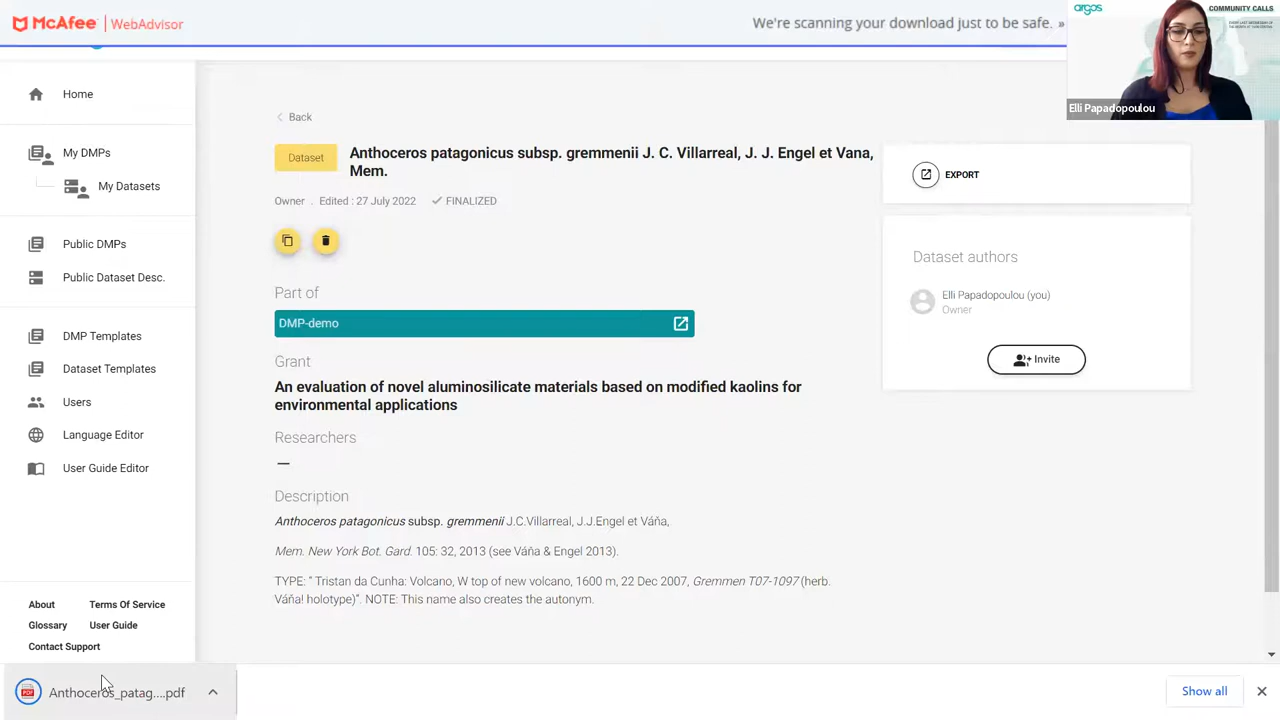 McAfee | WebAdvisor
We're scanning your download just to be safe. »
argos
COMMUNITY CALLS
Elli Papadopoulou
Home
My DMPs
My Datasets
Public DMPs
Public Dataset Desc.
DMP Templates
Dataset Templates
Users
Language Editor
User Guide Editor
About
Terms Of Service
Glossary
User Guide
Contact Support
Back
Dataset
Anthoceros patagonicus subsp. gremmenii J. C. Villarreal, J. J. Engel et Vana,
Mem.
Owner . Edited : 27 July 2022
FINALIZED
Part of
DMP-demo
Grant
An evaluation of novel aluminosilicate materials based on modified kaolins for
environmental applications
Researchers
—
Description
Anthoceros patagonicus subsp. gremmenii J.C.Villarreal, J.J.Engel et Váňa,
Mem. New York Bot. Gard. 105: 32, 2013 (see Váňa & Engel 2013).
TYPE: “ Tristan da Cunha: Volcano, W top of new volcano, 1600 m, 22 Dec 2007, Gremmen T07-1097 (herb.
Váňa! holotype)”. NOTE: This name also creates the autonym.
EXPORT
Dataset authors
Elli Papadopoulou (you)
Owner
Invite
PDF
Anthoceros_patag....pdf
Show all